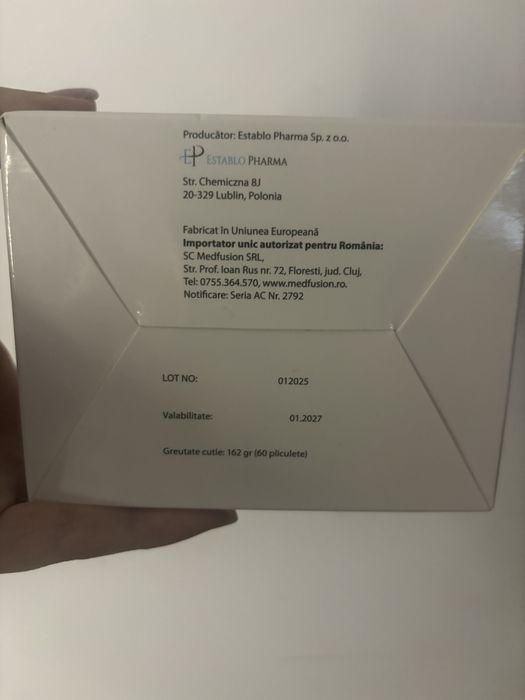 Producător: Establo Pharma Sp. z o.o.
EP ESTABLO PHARMA
Str. Chemiczna 8J
20-329 Lublin, Polonia
Fabricat în Uniunea Europeană
Importator unic autorizat pentru România:
SC Medfusion SRL,
Str. Prof. Ioan Rus nr. 72, Floresti, jud. Cluj,
Tel: 0755.364.570, www.medfusion.ro.
Notificare: Seria AC Nr. 2792
LOT NO: 012025
Valabilitate: 01.2027
Greutate cutie: 162 gr (60 pliculete)